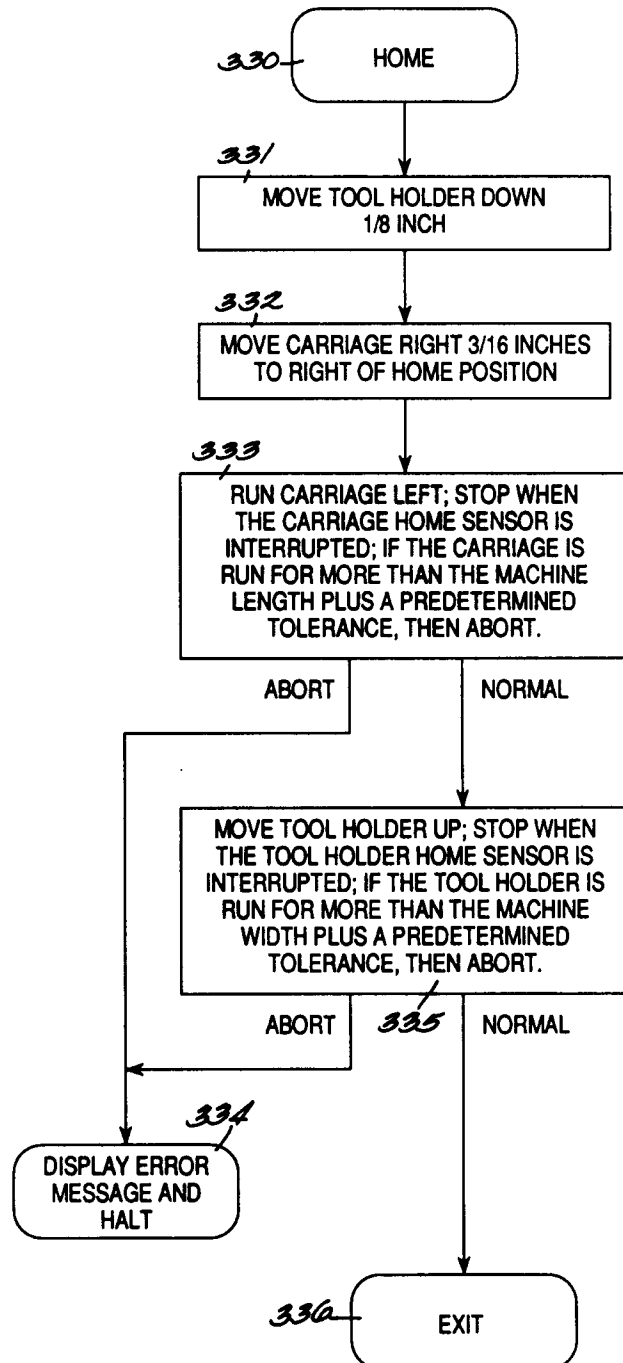 330
HOME
331
MOVE TOOL HOLDER DOWN
1/8 INCH
332
MOVE CARRIAGE RIGHT 3/16 INCHES
TO RIGHT OF HOME POSITION
333
RUN CARRIAGE LEFT; STOP WHEN
THE CARRIAGE HOME SENSOR IS
INTERRUPTED; IF THE CARRIAGE IS
RUN FOR MORE THAN THE MACHINE
LENGTH PLUS A PREDETERMINED
TOLERANCE, THEN ABORT.
ABORT
NORMAL
MOVE TOOL HOLDER UP; STOP WHEN
THE TOOL HOLDER HOME SENSOR IS
INTERRUPTED; IF THE TOOL HOLDER IS
RUN FOR MORE THAN THE MACHINE
WIDTH PLUS A PREDETERMINED
TOLERANCE, THEN ABORT.
ABORT
335
NORMAL
334
DISPLAY ERROR
MESSAGE AND
HALT
336
EXIT